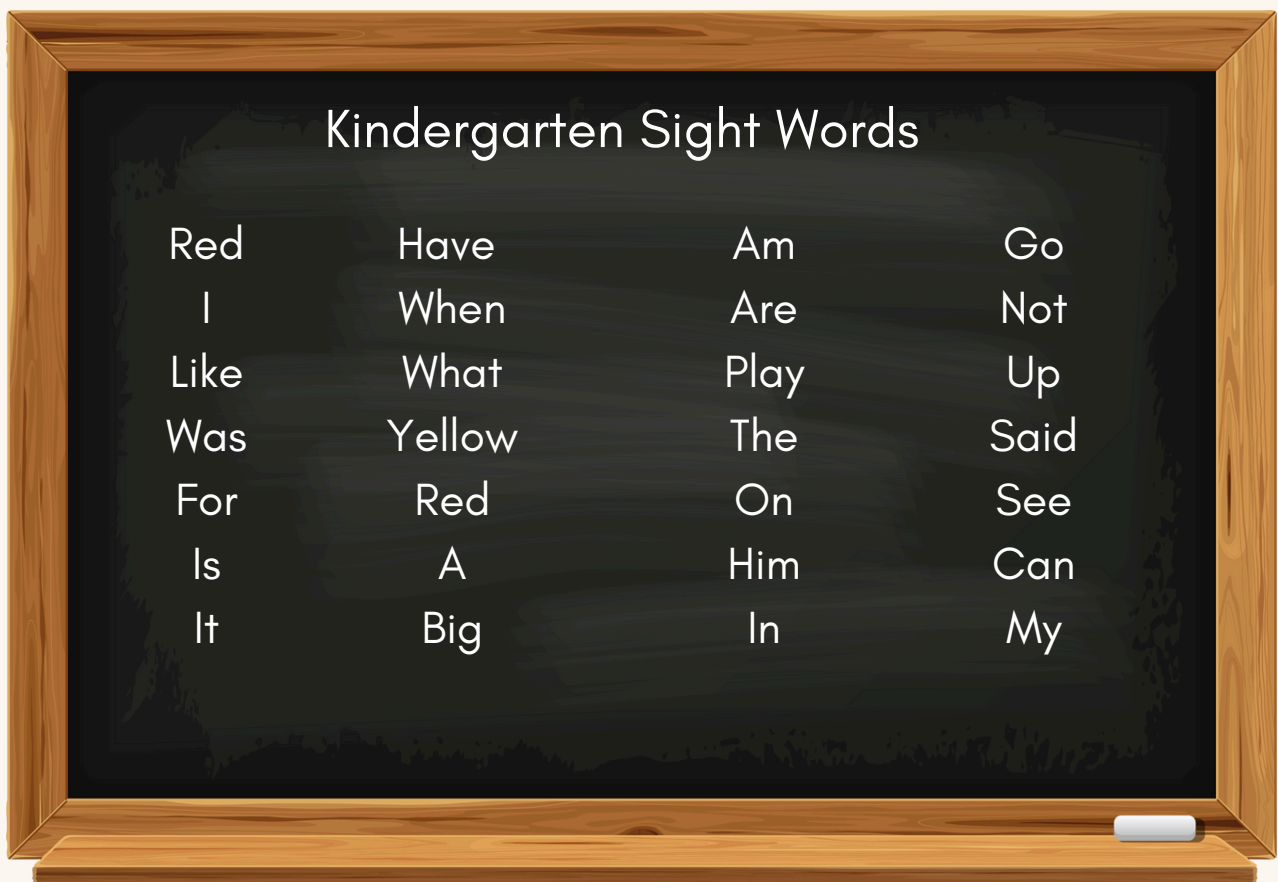 Kindergarten Sight Words
Red Have Am Go
I When Are Not
Like What Play Up
Was Yellow The Said
For Red On See
Is A Him Can
It Big In My